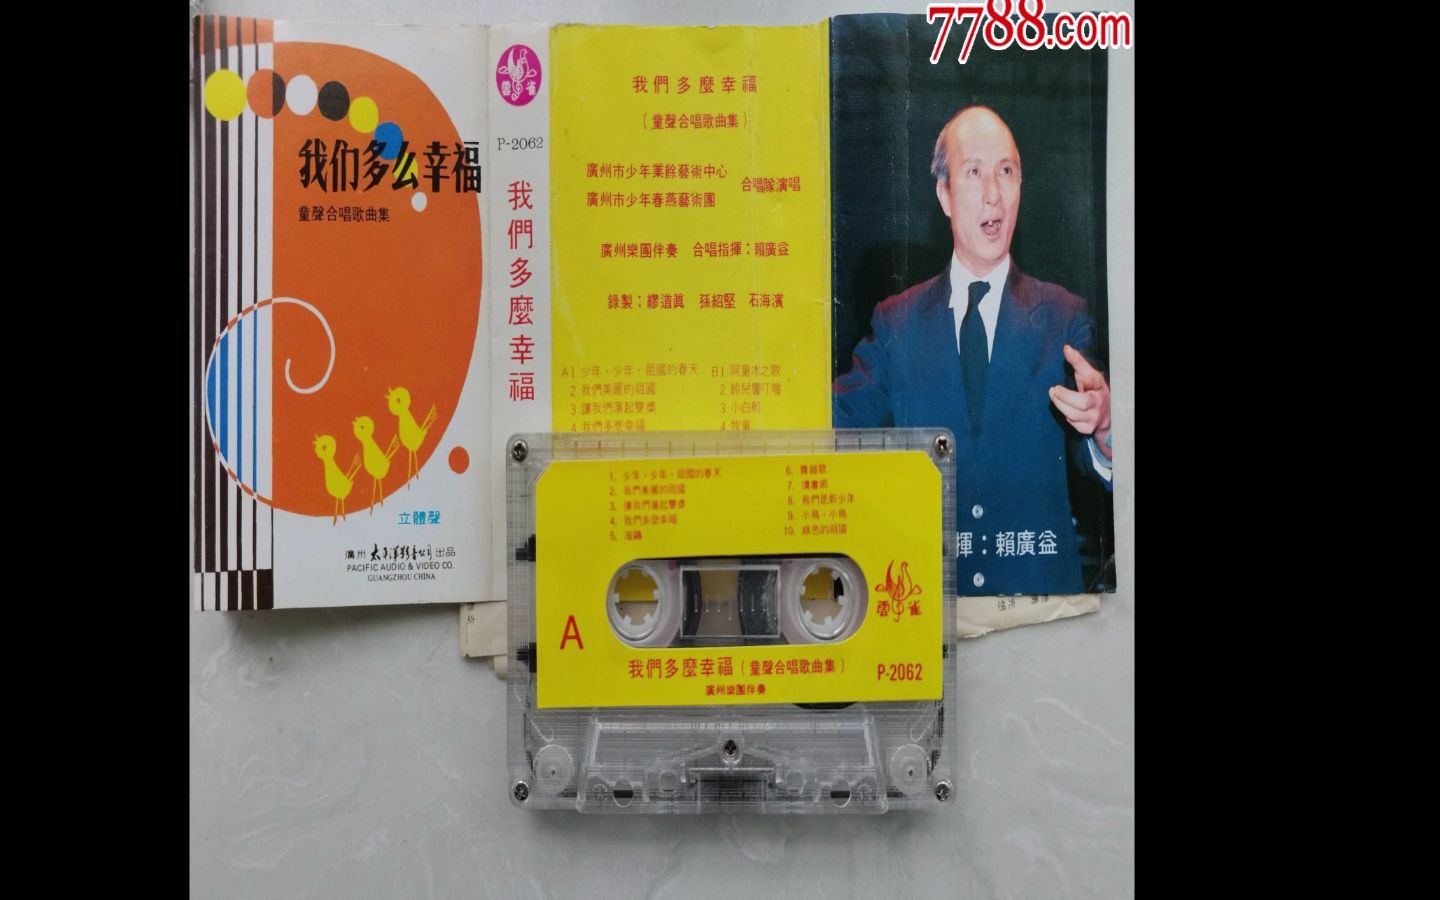 7788.com
我们多么幸福
童聲合唱歌曲集
立體聲
廣州 太平洋影音公司 出品
PACIFIC AUDIO & VIDEO CO.
GUANGZHOU CHINA
雲雀
P-2062
我們多麼幸福
我們多麼幸福
(童聲合唱歌曲集)
廣州市少年業餘藝術中心
廣州市少年春燕藝術團
合唱隊演唱
廣州樂團伴奏 合唱指揮：賴廣益
錄製：繆道眞 孫紹堅 石海濱
A1.少年，少年，祖國的春天
2.我們美麗的祖國
3.讓我們蕩起雙槳
4.我們多麼幸福
B1.阿童木之歌
2.鈴兒響叮噹
3.小白船
4.牧童
揮：賴廣益
1. 少年，少年，祖國的春天
2. 我們美麗的祖國
3. 讓我們蕩起雙槳
4. 我們多麼幸福
5. 海鷗
6. 賣報歌
7. 讀書郎
8. 我們是新少年
9. 小鳥，小鳥
10. 綠色的祖國
A
雲雀
我們多麼幸福(童聲合唱歌曲集)
P-2062
廣州樂團伴奏